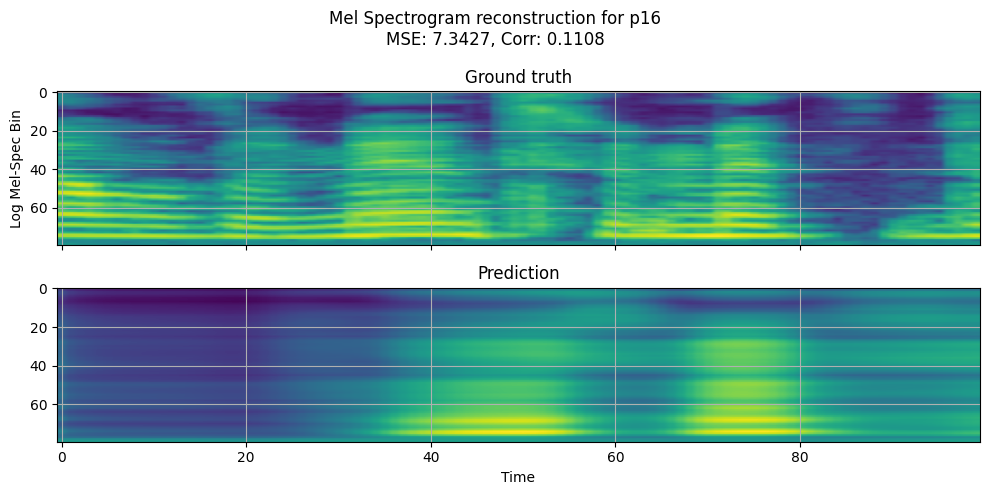 Mel Spectrogram reconstruction for p16
MSE: 7.3427, Corr: 0.1108
Ground truth
Log Mel-Spec Bin
0
20
40
60
Prediction
0
20
40
60
0 20 40 60 80
Time